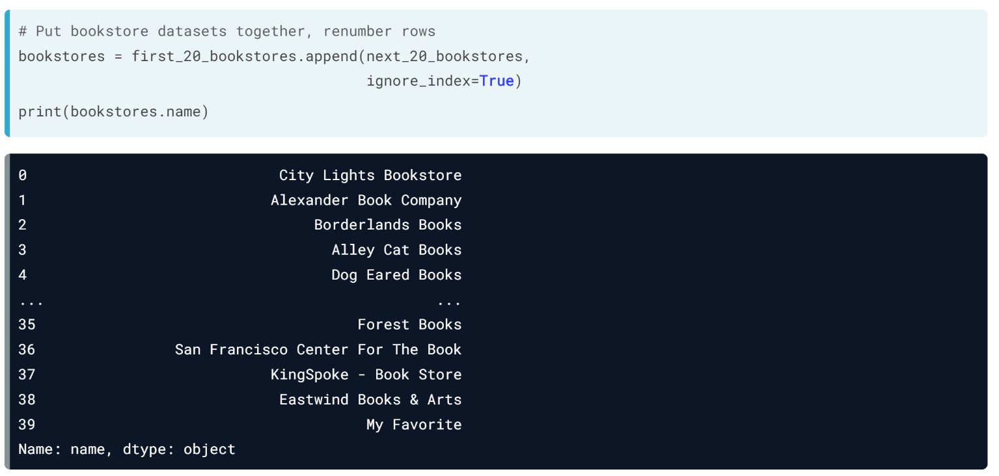 # Put bookstore datasets together, renumber rows
bookstores = first_20_bookstores.append(next_20_bookstores,
                                        ignore_index=True)
print(bookstores.name)
0                             City Lights Bookstore
1                            Alexander Book Company
2                                 Borderlands Books
3                                   Alley Cat Books
4                                   Dog Eared Books
...                                             ...
35                                     Forest Books
36                San Francisco Center For The Book
37                           KingSpoke - Book Store
38                            Eastwind Books & Arts
39                                      My Favorite
Name: name, dtype: object